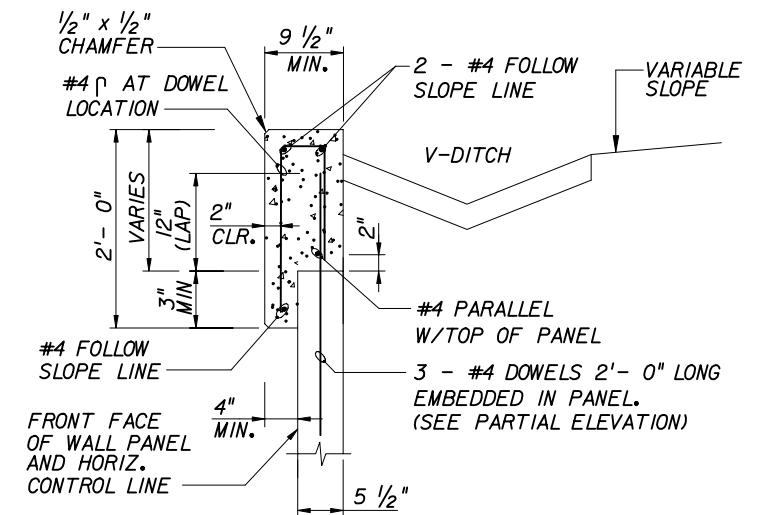 ½" x ½"
CHAMFER
9 ½"
MIN.
2 - #4 FOLLOW
SLOPE LINE
VARIABLE
SLOPE
#4 ꓵ AT DOWEL
LOCATION
V-DITCH
2'- 0"
VARIES
12"
(LAP)
2"
CLR.
2"
3"
MIN
#4 PARALLEL
W/TOP OF PANEL
#4 FOLLOW
SLOPE LINE
3 - #4 DOWELS 2'- 0" LONG
EMBEDDED IN PANEL.
(SEE PARTIAL ELEVATION)
4"
MIN.
FRONT FACE
OF WALL PANEL
AND HORIZ.
CONTROL LINE
5 ½"